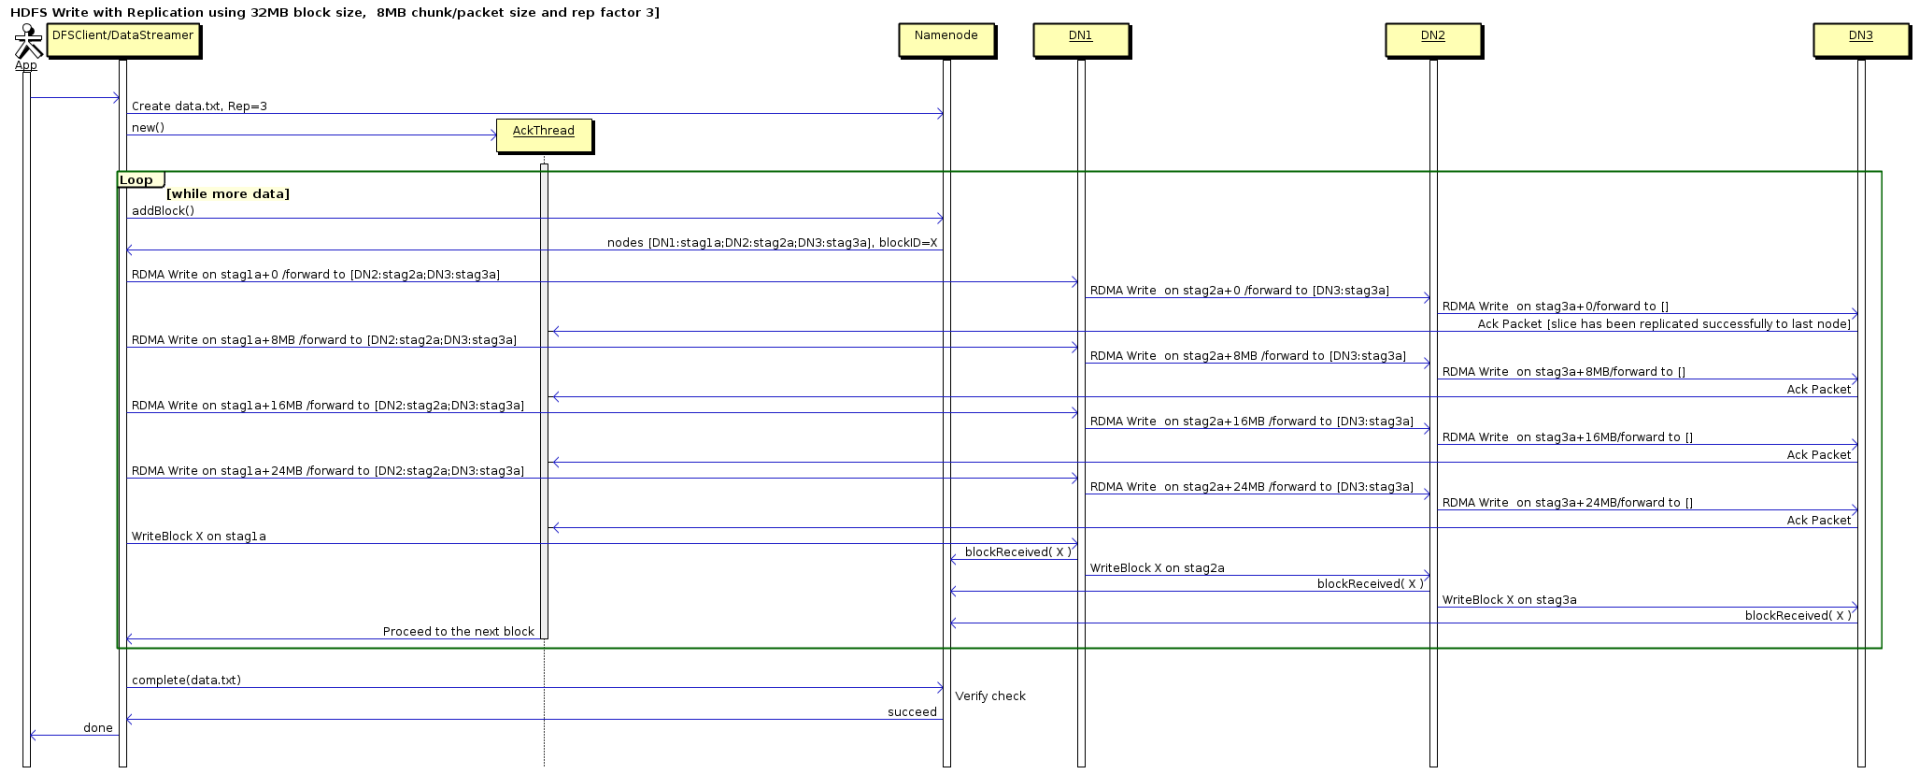 HDFS Write with Replication using 32MB block size,  8MB chunk/packet size and rep factor 3]
App
DFSClient/DataStreamer
Namenode
DN1
DN2
DN3
Create data.txt, Rep=3
new()
AckThread
Loop
[while more data]
addBlock()
nodes [DN1:stag1a;DN2:stag2a;DN3:stag3a], blockID=X
RDMA Write on stag1a+0 /forward to [DN2:stag2a;DN3:stag3a]
RDMA Write  on stag2a+0 /forward to [DN3:stag3a]
RDMA Write  on stag3a+0/forward to []
Ack Packet [slice has been replicated successfully to last node]
RDMA Write on stag1a+8MB /forward to [DN2:stag2a;DN3:stag3a]
RDMA Write  on stag2a+8MB /forward to [DN3:stag3a]
RDMA Write  on stag3a+8MB/forward to []
Ack Packet
RDMA Write on stag1a+16MB /forward to [DN2:stag2a;DN3:stag3a]
RDMA Write  on stag2a+16MB /forward to [DN3:stag3a]
RDMA Write  on stag3a+16MB/forward to []
Ack Packet
RDMA Write on stag1a+24MB /forward to [DN2:stag2a;DN3:stag3a]
RDMA Write  on stag2a+24MB /forward to [DN3:stag3a]
RDMA Write  on stag3a+24MB/forward to []
Ack Packet
WriteBlock X on stag1a
blockReceived( X )
WriteBlock X on stag2a
blockReceived( X )
WriteBlock X on stag3a
blockReceived( X )
Proceed to the next block
complete(data.txt)
Verify check
succeed
done